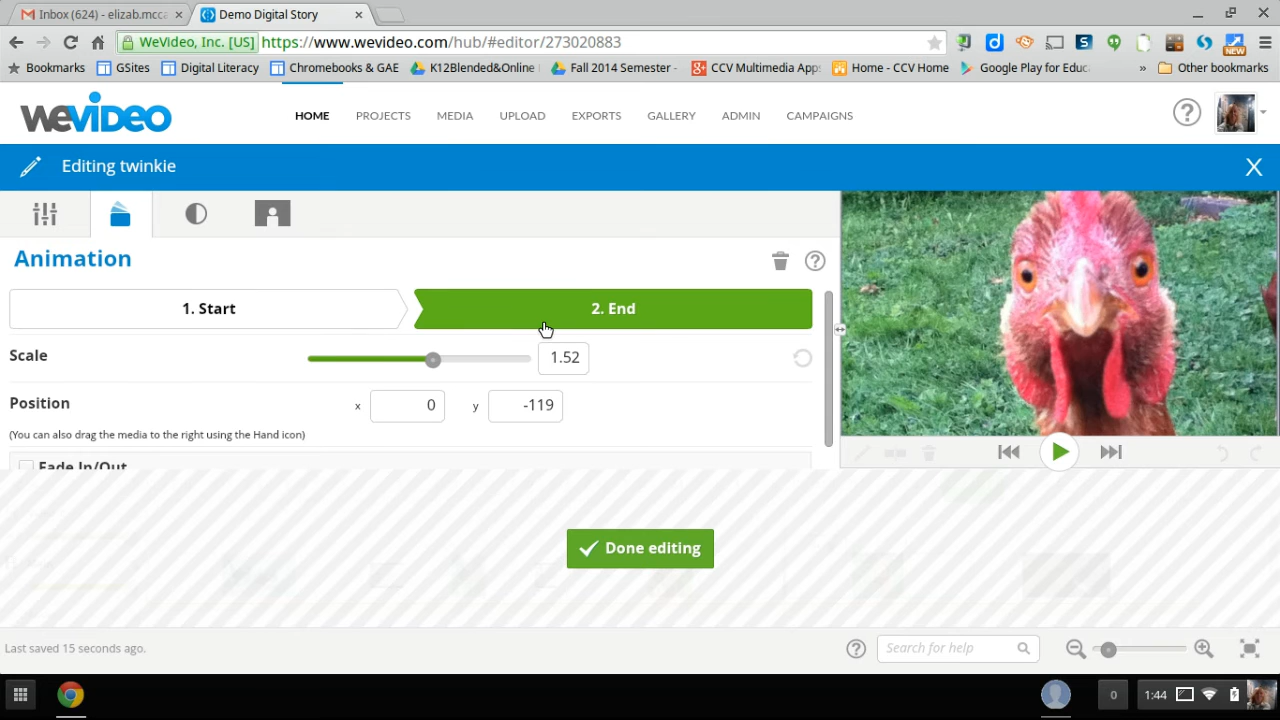 Inbox (624) - elizab.mcca
Demo Digital Story
WeVideo, Inc. [US]
https://www.wevideo.com/hub/#editor/273020883
Bookmarks
GSites
Digital Literacy
Chromebooks & GAE
K12Blended&Online
Fall 2014 Semester -
CCV Multimedia App
Home - CCV Home
Google Play for Educ
»
Other bookmarks
NEW
WEVIDEO
HOME
PROJECTS
MEDIA
UPLOAD
EXPORTS
GALLERY
ADMIN
CAMPAIGNS
?
Editing twinkie
X
Animation
?
1. Start
2. End
Scale
1.52
Position
x
0
y
-119
(You can also drag the media to the right using the Hand icon)
Fade In/Out
Done editing
Last saved 15 seconds ago.
?
Search for help
0
1:44